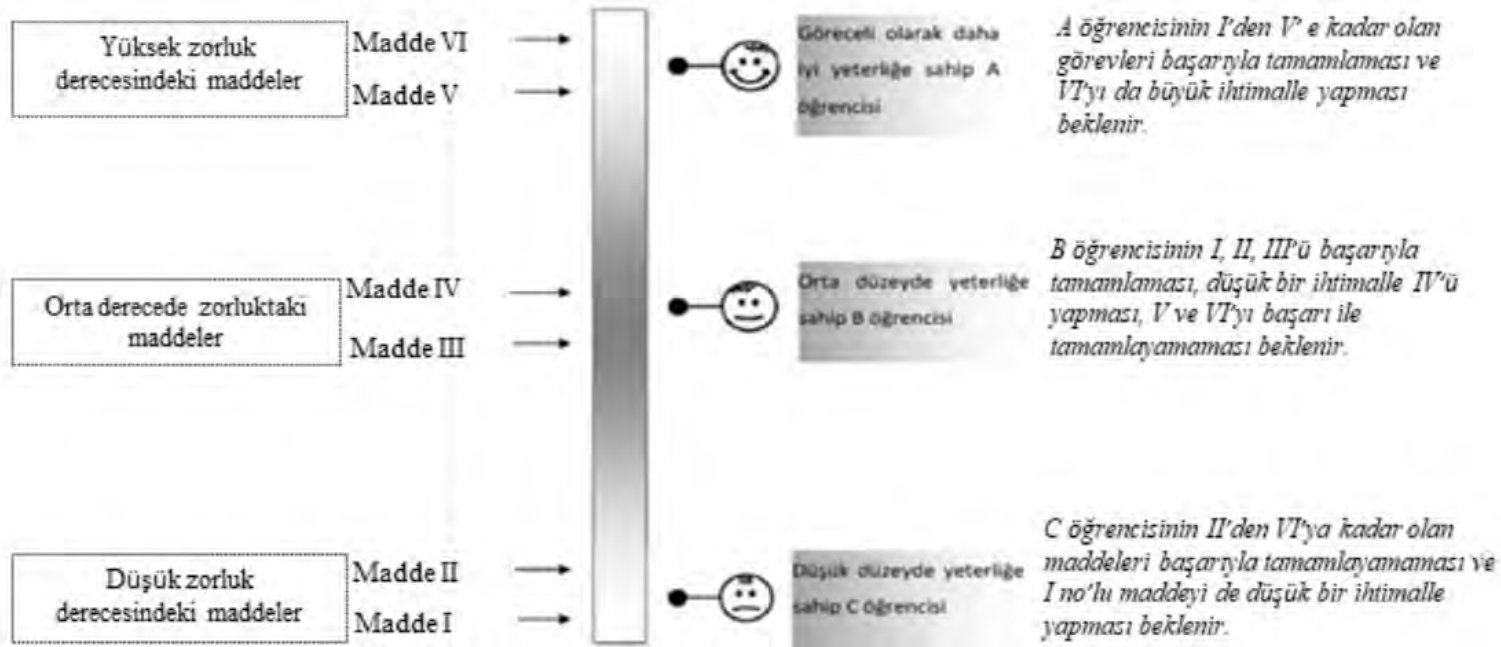 Yüksek zorluk
derecesindeki maddeler
Madde VI
Madde V
Göreceli olarak daha
iyi yeterliğe sahip A
öğrencisi
A öğrencisinin I'den V' e kadar olan
görevleri başarıyla tamamlaması ve
VI'yı da büyük ihtimalle yapması
beklenir.
Orta derecede zorluktaki
maddeler
Madde IV
Madde III
Orta düzeyde yeterliğe
sahip B öğrencisi
B öğrencisinin I, II, III'ü başarıyla
tamamlaması, düşük bir ihtimalle IV'ü
yapması, V ve VI'yı başarı ile
tamamlayamaması beklenir.
Düşük zorluk
derecesindeki maddeler
Madde II
Madde I
Düşük düzeyde yeterliğe
sahip C öğrencisi
C öğrencisinin II'den VI'ya kadar olan
maddeleri başarıyla tamamlayamaması ve
I no'lu maddeyi de düşük bir ihtimalle
yapması beklenir.